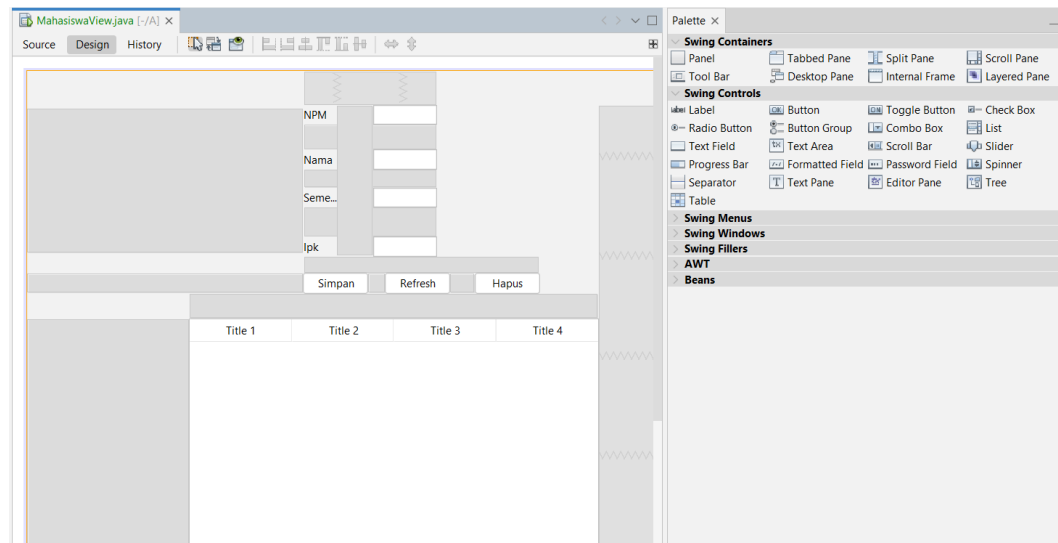 MahasiswaView.java [-/A] ×
Source Design History
NPM
Nama
Seme...
Ipk
Simpan Refresh Hapus
Title 1 Title 2 Title 3 Title 4
Palette ×
Swing Containers
Panel Tabbed Pane Split Pane Scroll Pane
Tool Bar Desktop Pane Internal Frame Layered Pane
Swing Controls
label Label OK Button ON Toggle Button Check Box
Radio Button Button Group Combo Box List
Text Field Text Area Scroll Bar Slider
Progress Bar Formatted Field Password Field Spinner
Separator T Text Pane Editor Pane Tree
Table
Swing Menus
Swing Windows
Swing Fillers
AWT
Beans